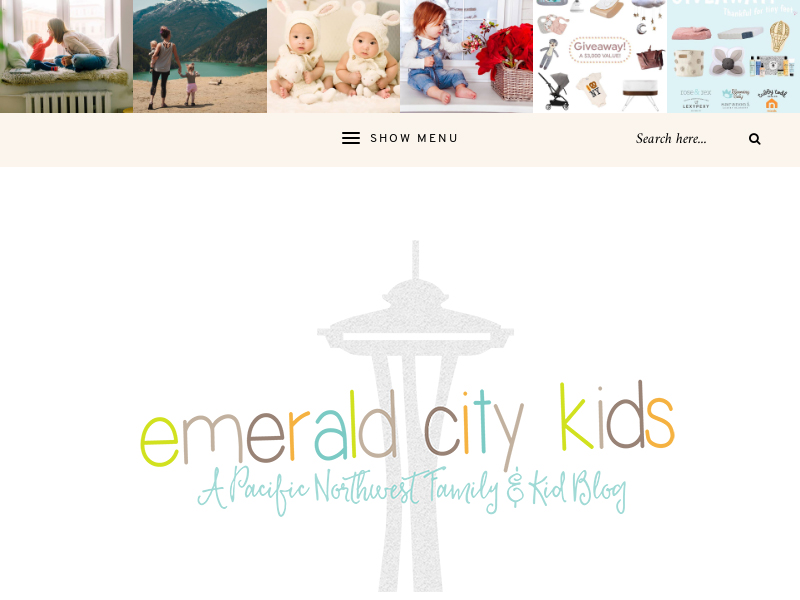 Giveaway!
A $3,000 VALUE!
SHOW MENU
Search here...
emerald city kids
A Pacific Northwest Family & Kid Blog